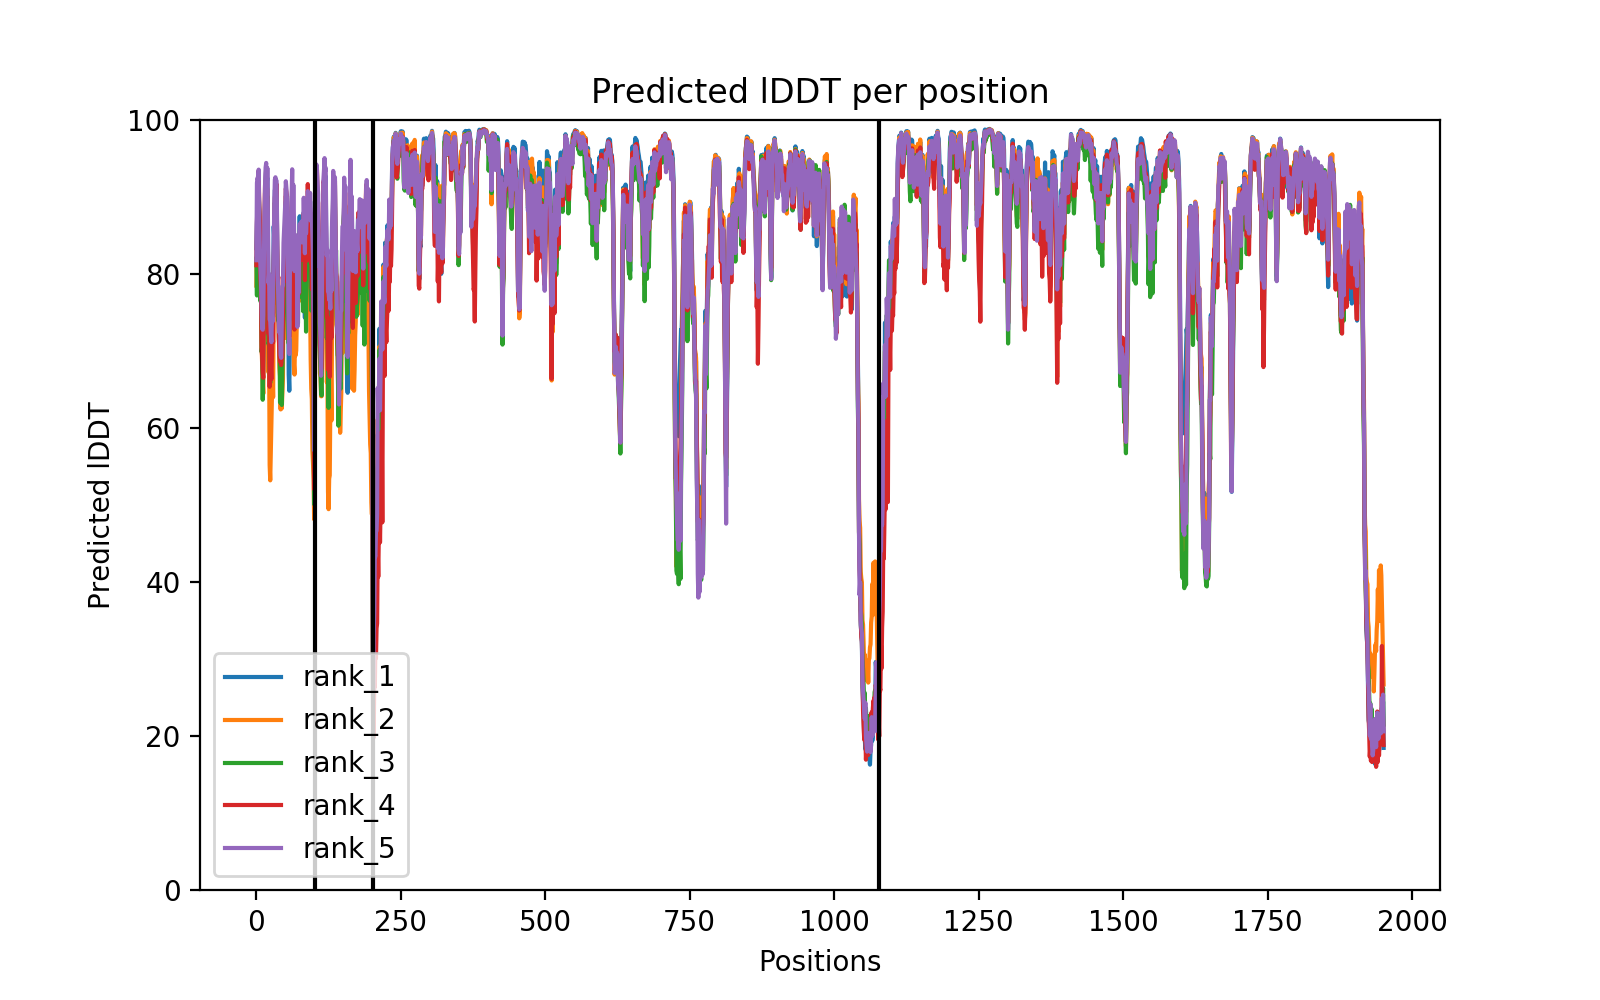 Predicted lDDT per position
100
80
60
40
20
0
Predicted lDDT
rank_1
rank_2
rank_3
rank_4
rank_5
0 250 500 750 1000 1250 1500 1750 2000
Positions